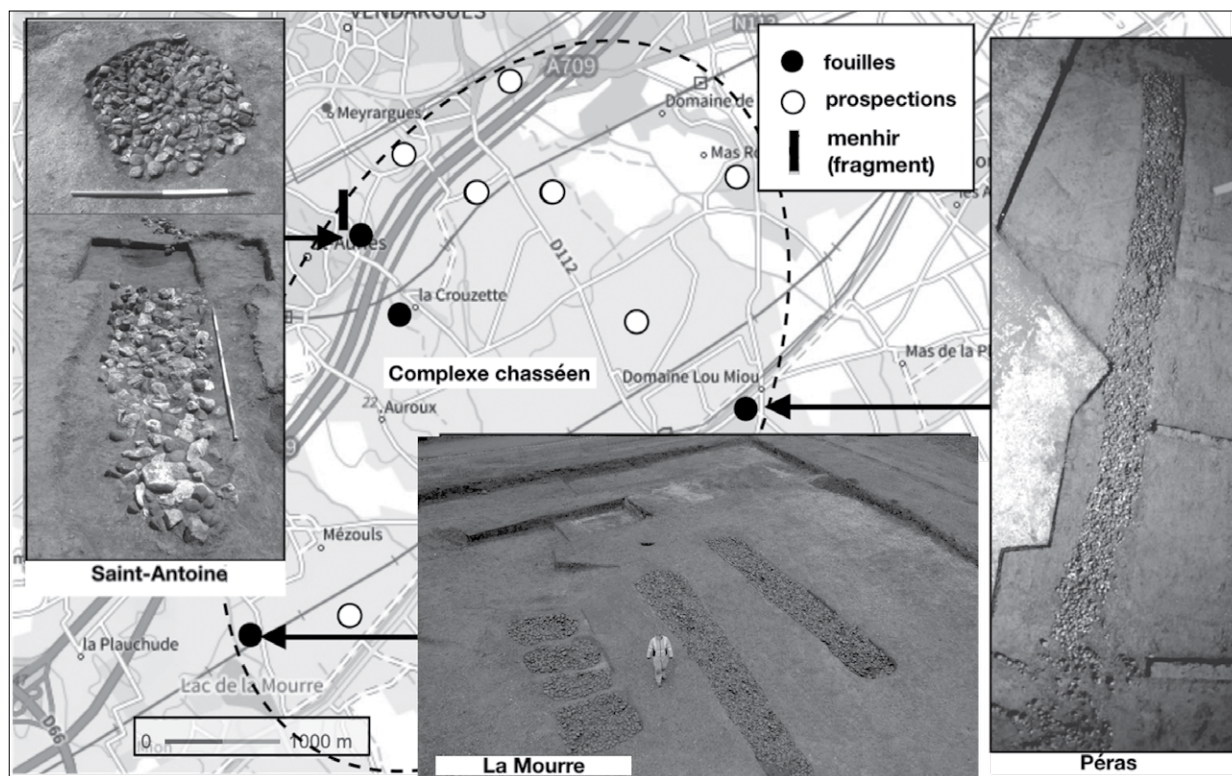 VENDARGUES
N113
A709
Meyrargues
Domaine de
Mas Ro
fouilles
prospections
menhir
(fragment)
D112
la Crouzette
Complexe chasséen
22 Auroux
Domaine Lou Miou
Mas de la P
Saint-Antoine
Mézouls
la Plauchude
Lac de la Mourre
D66
0 1000 m
La Mourre
Péras